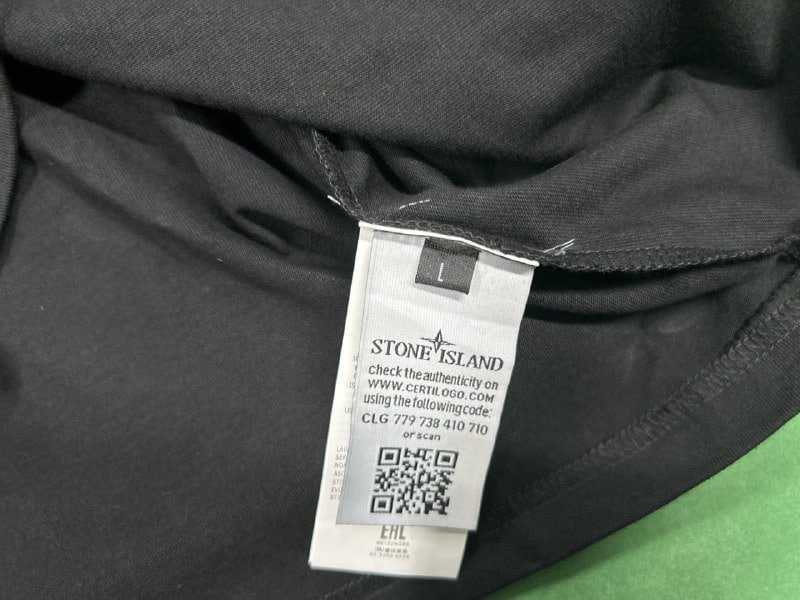 L
STONE ISLAND
Check the authenticity on
WWW.CERTILOGO.COM
using the following code:
CLG 779 738 410 710
or scan
EAC